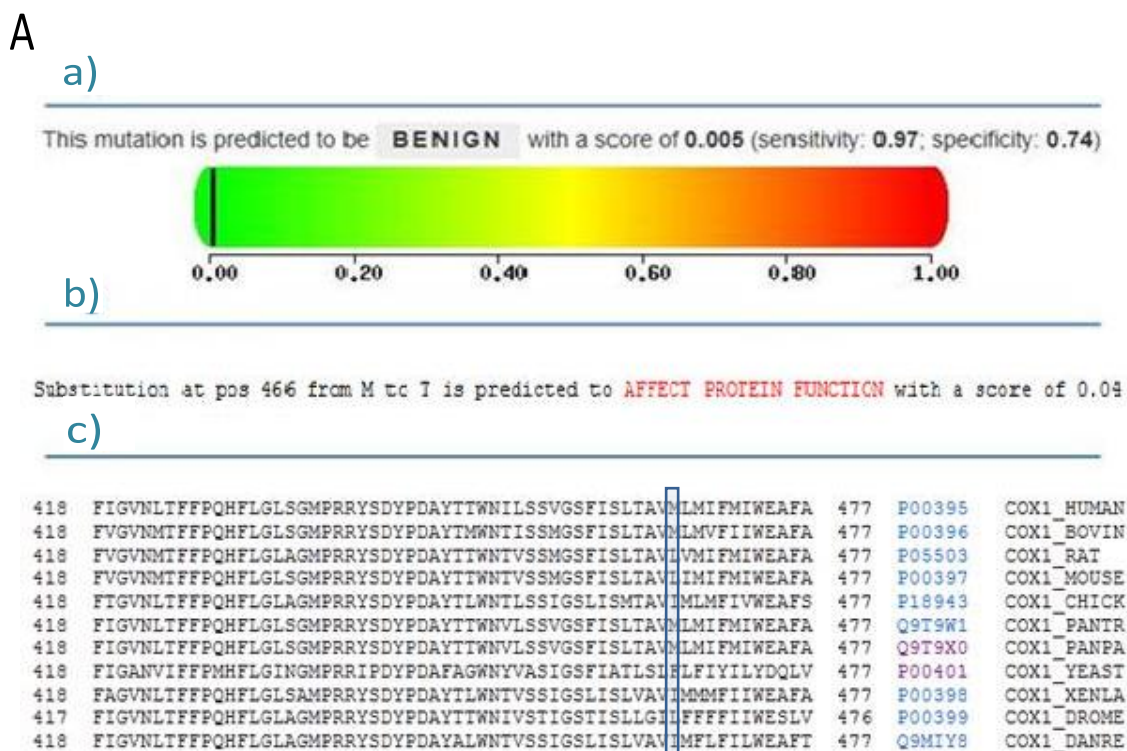 A
a)
This mutation is predicted to be BENIGN with a score of 0.005 (sensitivity: 0.97; specificity: 0.74)
0.00 0.20 0.40 0.60 0.80 1.00
b)
Substitution at pos 466 from M to T is predicted to AFFECT PROTEIN FUNCTION with a score of 0.04
c)
418 FIGVNLTFFPQHFLGLSGMPRRYSDYPDAYTTWNILSSVGSFISLTAVMLMIFMIWEAFA 477 P00395 COX1_HUMAN
418 FVGVNMTFFPQHFLGLSGMPRRYSDYPDAYTMWNTISSMGSFISLTAVMLMVFIIWEAFA 477 P00396 COX1_BOVIN
418 FVGVNMTFFPQHFLGLAGMPRRYSDYPDAYTTWNTVSSMGSFISLTAVLVMIFMIWEAFA 477 P05503 COX1_RAT
418 FVGVNMTFFPQHFLGLSGMPRRYSDYPDAYTTWNTVSSMGSFISLTAVLIMIFMIWEAFA 477 P00397 COX1_MOUSE
418 FTGVNLTFFPQHFLGLAGMPRRYSDYPDAYTLWNTLSSIGSLISMTAVIMLMFIVWEAFS 477 P18943 COX1_CHICK
418 FIGVNLTFFPQHFLGLSGMPRRYSDYPDAYTTWNVLSSVGSFISLTAVMLMIFMIWEAFA 477 Q9T9W1 COX1_PANTR
418 FIGVNLTFFPQHFLGLSGMPRRYSDYPDAYTTWNVLSSVGSFISLTAVMLMIFMIWEAFA 477 Q9T9X0 COX1_PANPA
418 FIGANVIFFPMHFLGINGMPRRIPDYPDAFAGWNYVASIGSFIATLSIFLFIYILYDQLV 477 P00401 COX1_YEAST
418 FAGVNLTFFPQHFLGLSAMPRRYSDYPDAYTLWNTISSIGSLISLVAVIMMMFIIWEAFA 477 P00398 COX1_XENLA
417 FIGVNLTFFPQHFLGLAGMPRRYSDYPDAYTTWNIVSTIGSTISLLGILFFFFIIWESLV 476 P00399 COX1_DROME
418 FIGVNLTFFPQHFLGLAGMPRRYSDYPDAYALWNTVSSIGSLISLVAVIMFLFILWEAFT 477 Q9MIY8 COX1_DANRE